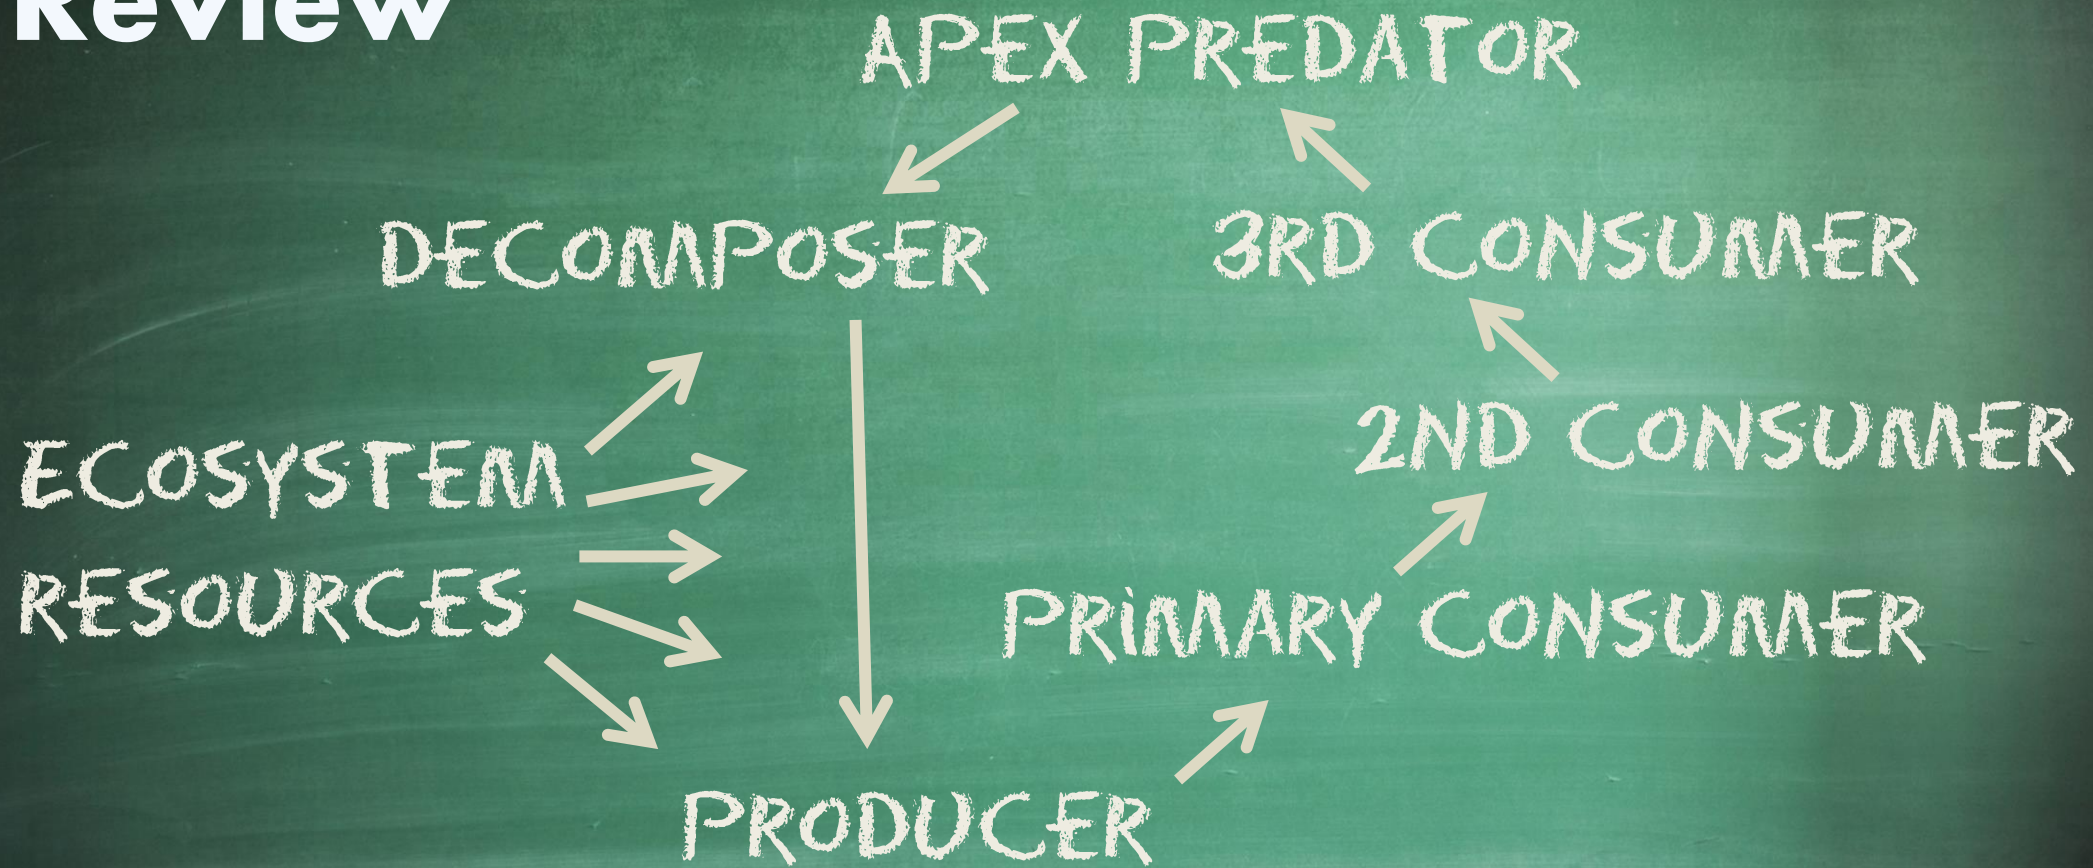 Review
APEX PREDATOR
DECOMPOSER
3RD CONSUMER
2ND CONSUMER
ECOSYSTEM
RESOURCES
PRiMARY CONSUMER
PRODUCER